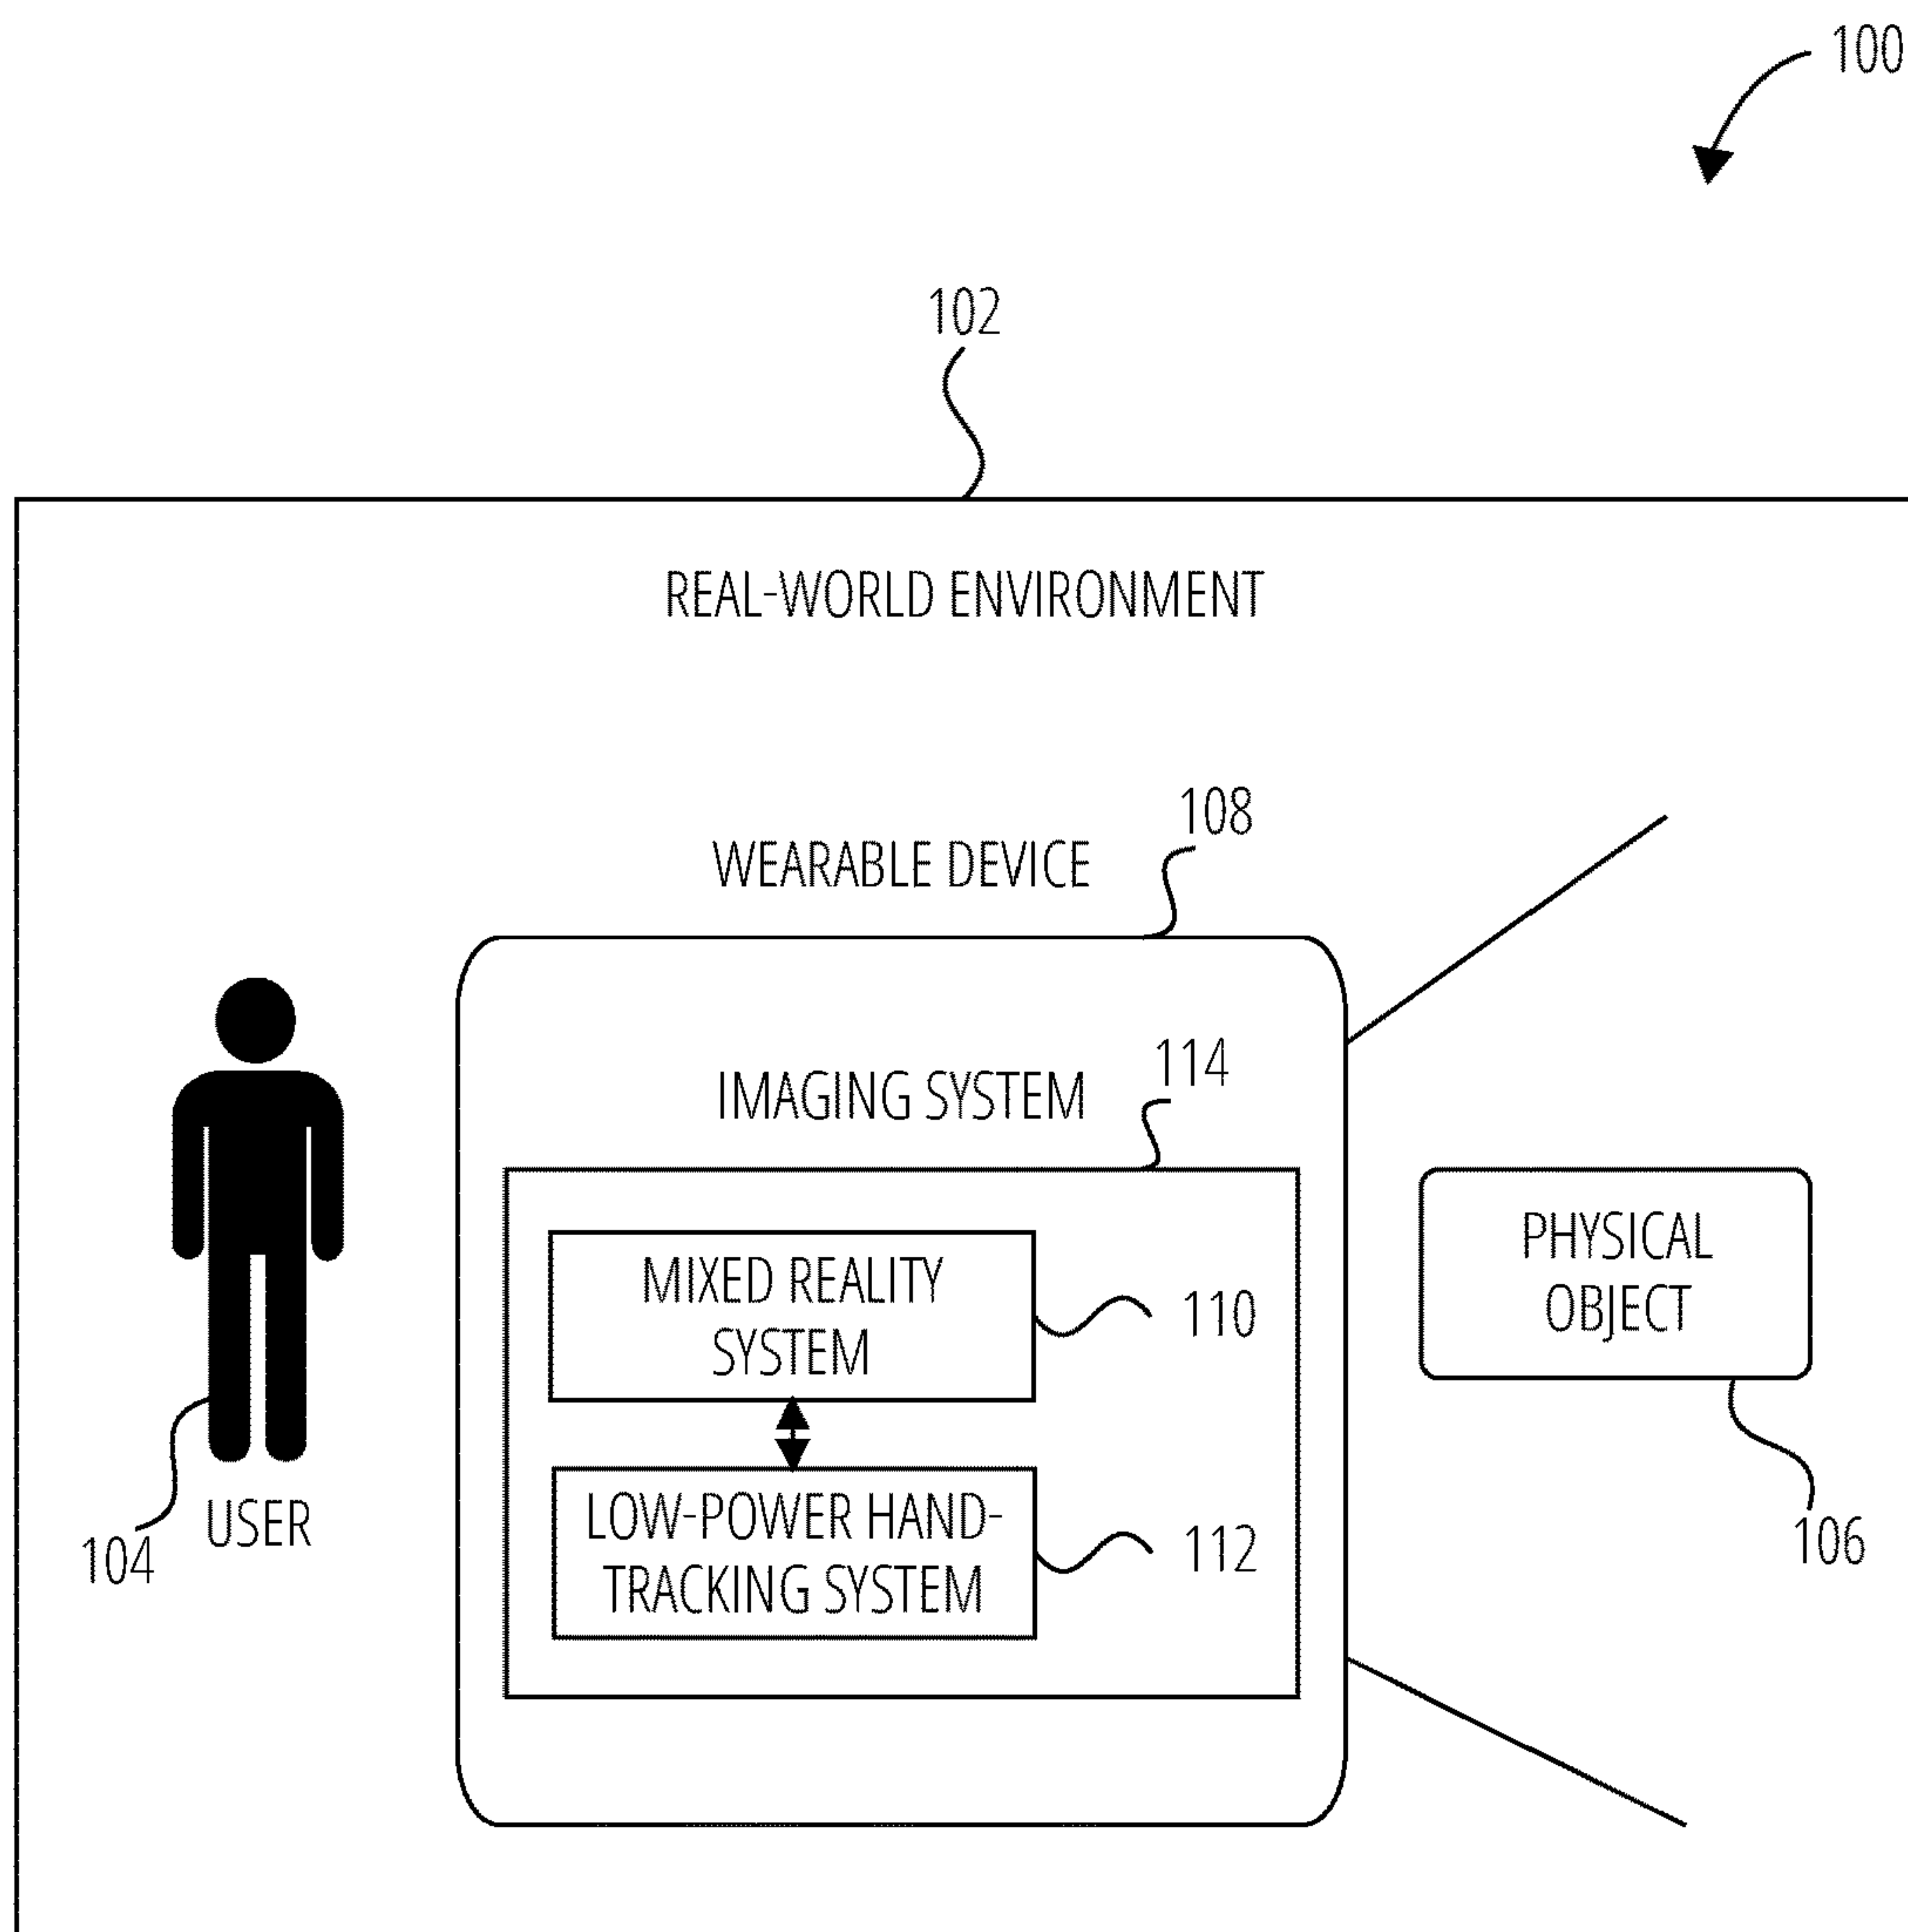 100
102
REAL-WORLD ENVIRONMENT
108
WEARABLE DEVICE
114
IMAGING SYSTEM
MIXED REALITY
SYSTEM
110
PHYSICAL
OBJECT
LOW-POWER HAND-
TRACKING SYSTEM
112
106
USER
104